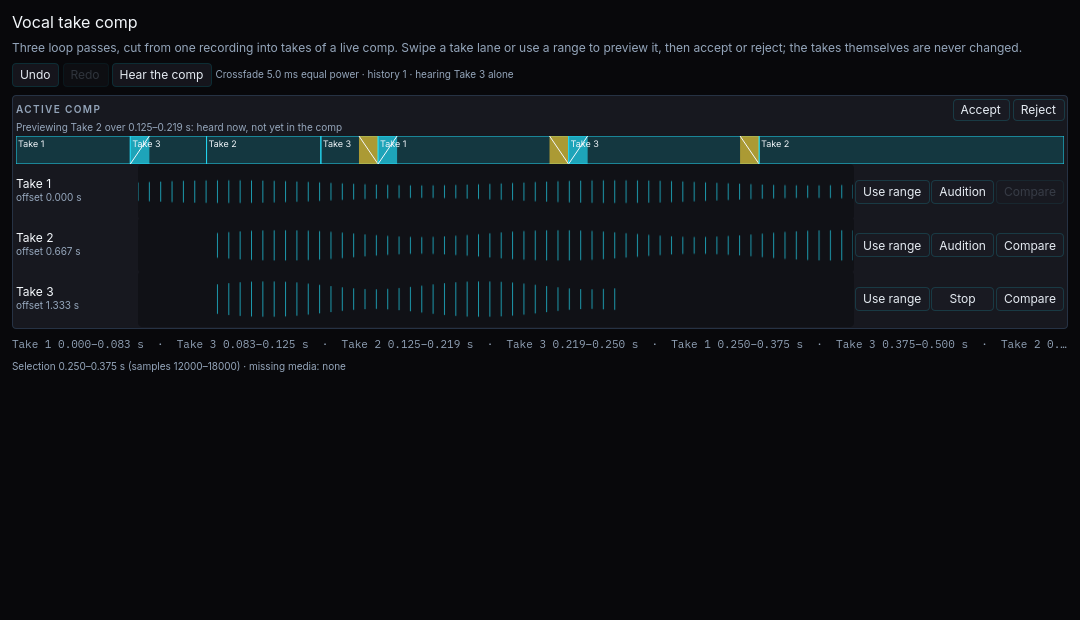 Vocal take comp
Three loop passes, cut from one recording into takes of a live comp. Swipe a take lane or use a range to preview it, then accept or reject; the takes themselves are never changed.
Undo Redo Hear the comp Crossfade 5.0 ms equal power · history 1 · hearing Take 3 alone
ACTIVE COMP Accept Reject
Previewing Take 2 over 0.125–0.219 s: heard now, not yet in the comp
Take 1 Take 3 Take 2 Take 3 Take 1 Take 3 Take 2
Take 1
offset 0.000 s
Use range Audition Compare
Take 2
offset 0.667 s
Use range Audition Compare
Take 3
offset 1.333 s
Use range Stop Compare
Take 1 0.000–0.083 s · Take 3 0.083–0.125 s · Take 2 0.125–0.219 s · Take 3 0.219–0.250 s · Take 1 0.250–0.375 s · Take 3 0.375–0.500 s · Take 2 0.…
Selection 0.250–0.375 s (samples 12000–18000) · missing media: none